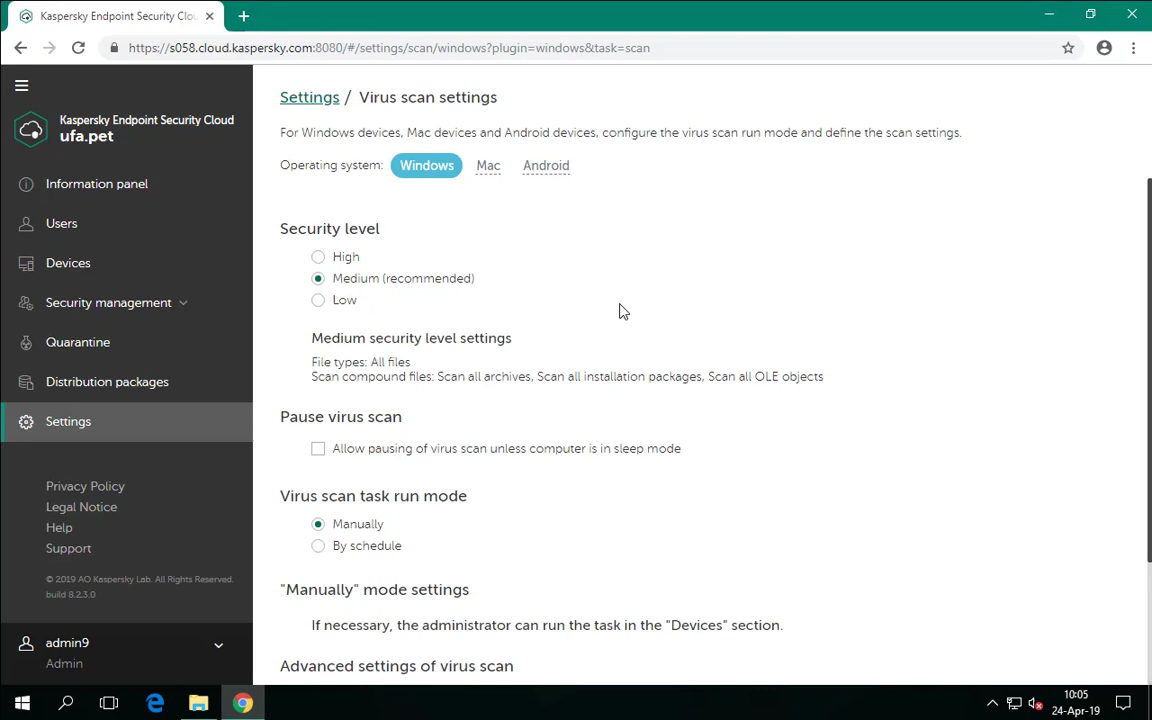 Kaspersky Endpoint Security Clou
https://s058.cloud.kaspersky.com:8080/#/settings/scan/windows?plugin=windows&task=scan
Kaspersky Endpoint Security Cloud
ufa.pet
Information panel
Users
Devices
Security management
Quarantine
Distribution packages
Settings
Privacy Policy
Legal Notice
Help
Support
© 2019 AO Kaspersky Lab. All Rights Reserved.
build 8.2.3.0
admin9
Admin
Settings / Virus scan settings
For Windows devices, Mac devices and Android devices, configure the virus scan run mode and define the scan settings.
Operating system: Windows Mac Android
Security level
High
Medium (recommended)
Low
Medium security level settings
File types: All files
Scan compound files: Scan all archives, Scan all installation packages, Scan all OLE objects
Pause virus scan
Allow pausing of virus scan unless computer is in sleep mode
Virus scan task run mode
Manually
By schedule
"Manually" mode settings
If necessary, the administrator can run the task in the "Devices" section.
Advanced settings of virus scan
10:05
24-Apr-19